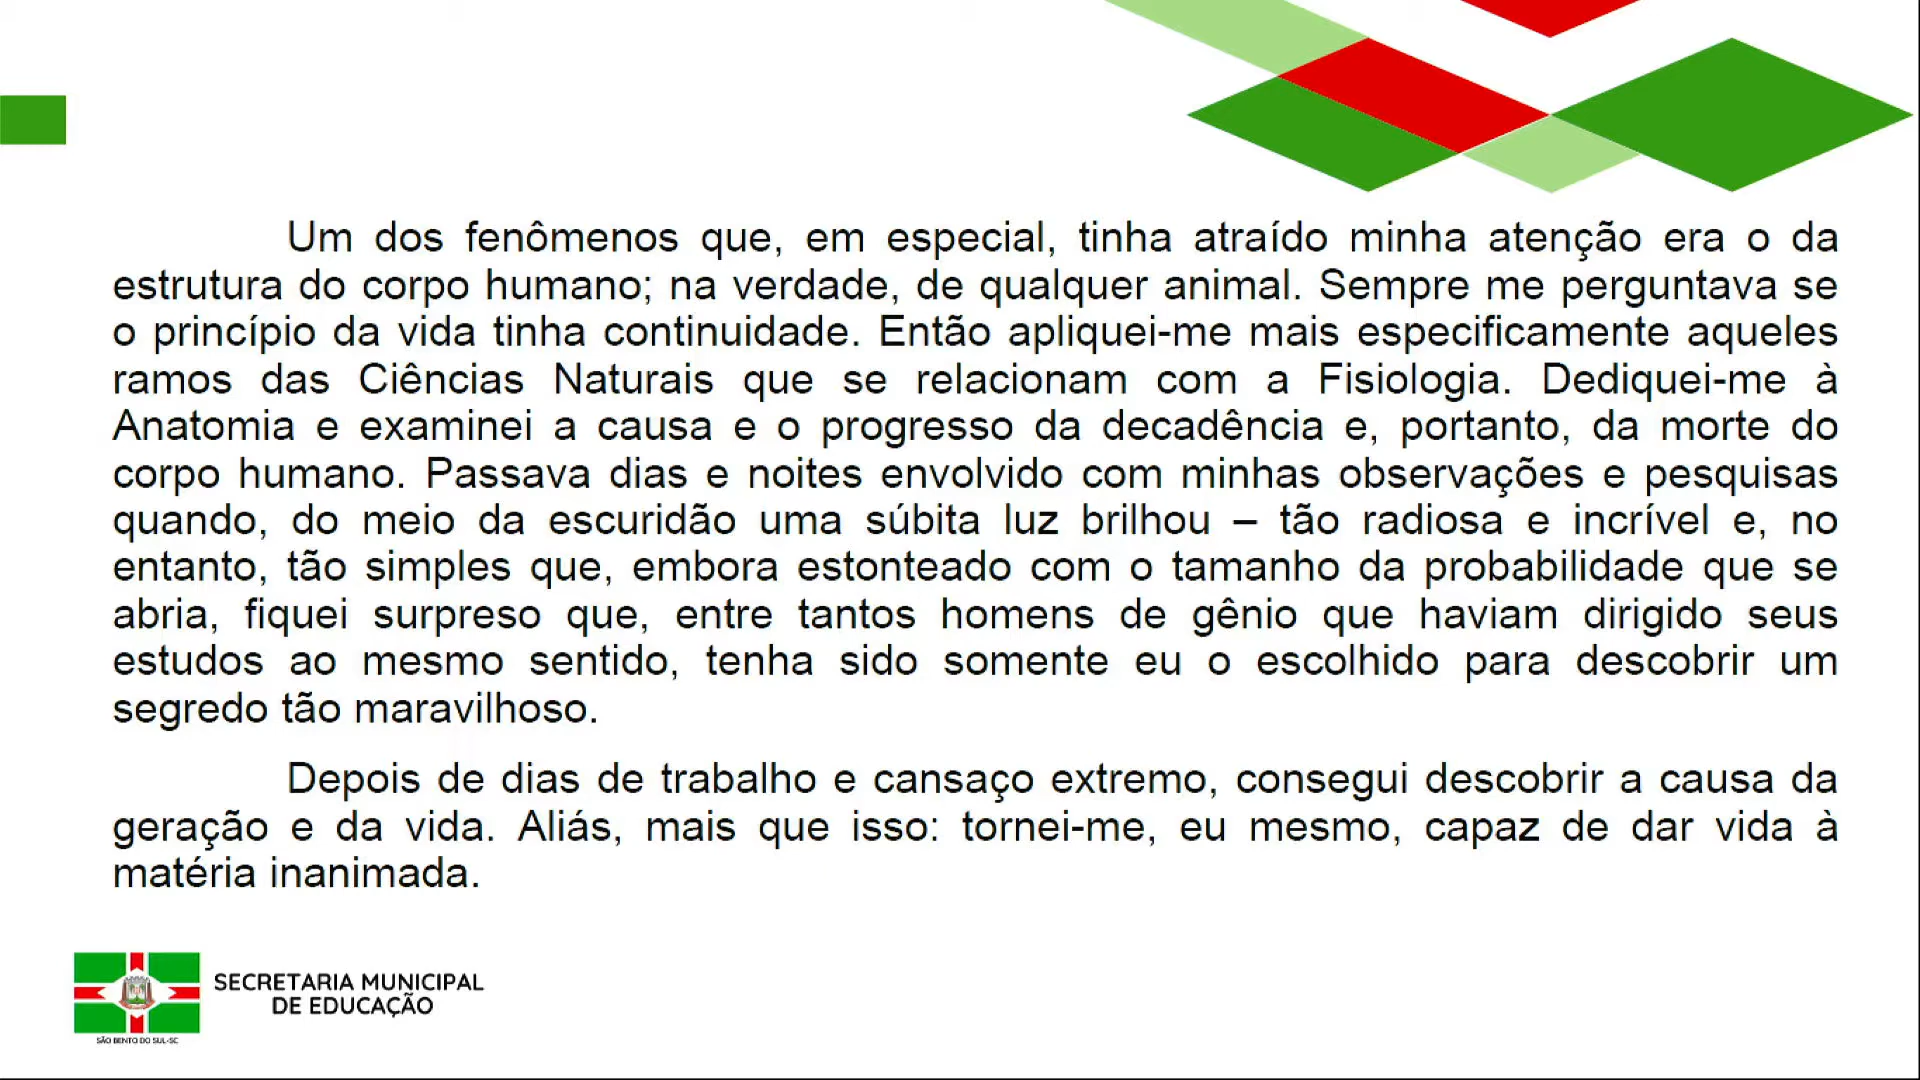 Um dos fenômenos que, em especial, tinha atraído minha atenção era o da
estrutura do corpo humano; na verdade, de qualquer animal. Sempre me perguntava se
o princípio da vida tinha continuidade. Então apliquei-me mais especificamente aqueles
ramos das Ciências Naturais que se relacionam com a Fisiologia. Dediquei-me à
Anatomia e examinei a causa e o progresso da decadência e, portanto, da morte do
corpo humano. Passava dias e noites envolvido com minhas observações e pesquisas
quando, do meio da escuridão uma súbita luz brilhou – tão radiosa e incrível e, no
entanto, tão simples que, embora estonteado com o tamanho da probabilidade que se
abria, fiquei surpreso que, entre tantos homens de gênio que haviam dirigido seus
estudos ao mesmo sentido, tenha sido somente eu o escolhido para descobrir um
segredo tão maravilhoso.
Depois de dias de trabalho e cansaço extremo, consegui descobrir a causa da
geração e da vida. Aliás, mais que isso: tornei-me, eu mesmo, capaz de dar vida à
matéria inanimada.
SECRETARIA MUNICIPAL
DE EDUCAÇÃO
SÃO BENTO DO SUL-SC